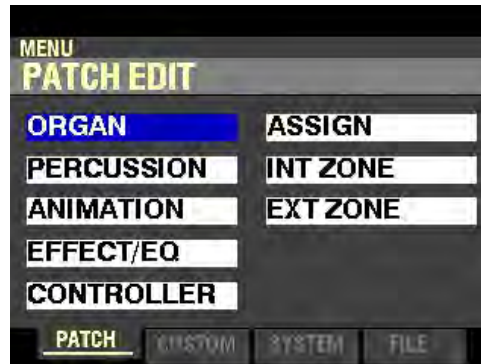 MENU
PATCH EDIT
ORGAN
ASSIGN
PERCUSSION
INT ZONE
ANIMATION
EXT ZONE
EFFECT/EQ
CONTROLLER
PATCH CUSTOM SYSTEM FILE